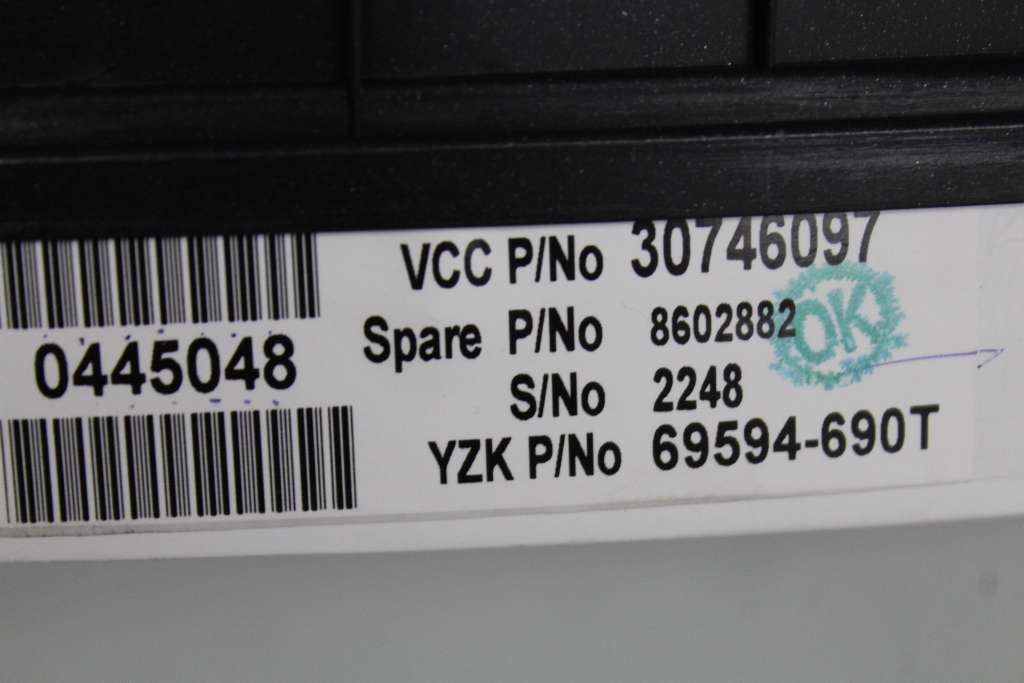 VCC P/No 30746097
Spare P/No 8602882
OK
0445048
S/No 2248
YZK P/No 69594-690T